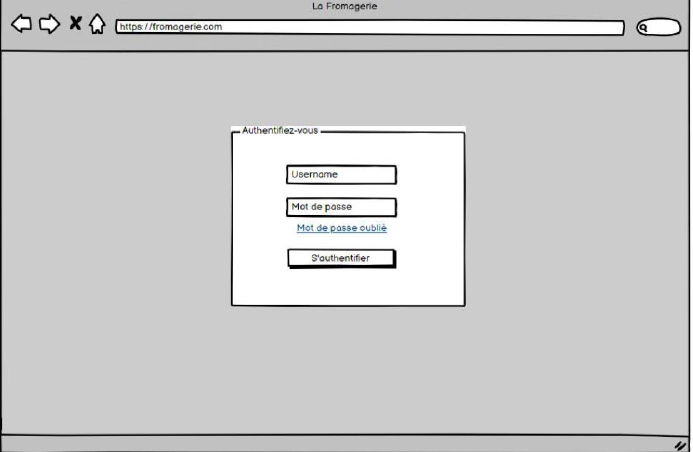 La Fromagerie
https://fromagerie.com
Authentifiez-vous
Username
Mot de passe
Mot de passe oublié
S'authentifier